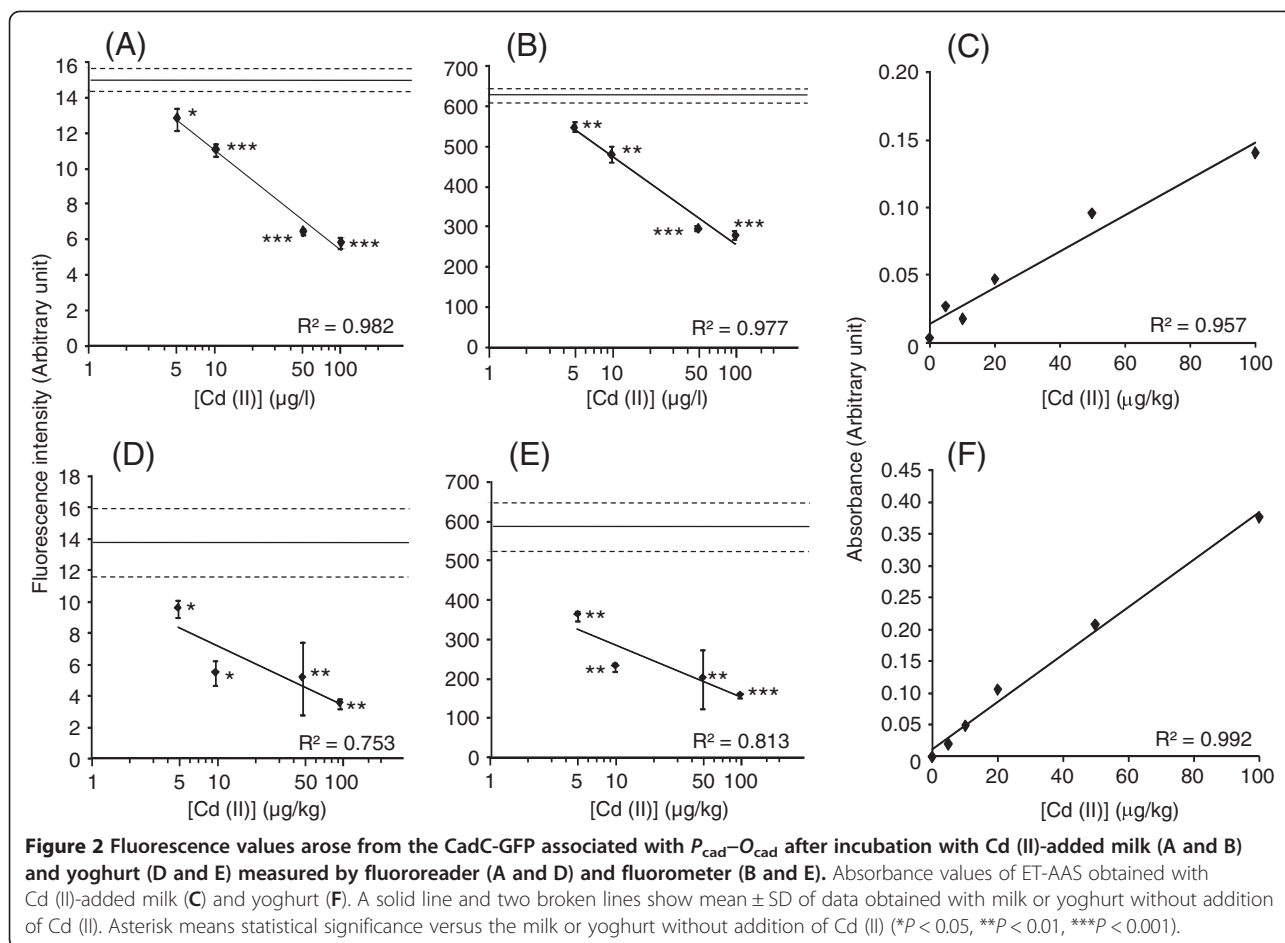 (A)
16
14
12
10
8
6
4
2
0
*
***
***
***
R² = 0.982
1 5 10 50 100
[Cd (II)] (µg/l)
(B)
700
600
500
400
300
200
100
0
**
**
***
***
R² = 0.977
1 5 10 50 100
[Cd (II)] (µg/l)
(C)
0.20
0.15
0.10
0.05
0
R² = 0.957
0 20 40 60 80 100
[Cd (II)] (µg/kg)
Fluorescence intensity (Arbitrary unit)
Absorbance (Arbitrary unit)
(D)
18
16
14
12
10
8
6
4
2
0
*
*
**
**
R² = 0.753
1 5 10 50 100
[Cd (II)] (µg/kg)
(E)
700
600
500
400
300
200
100
0
**
**
**
***
R² = 0.813
1 5 10 50 100
[Cd (II)] (µg/kg)
(F)
0.45
0.40
0.35
0.30
0.25
0.20
0.15
0.10
0.05
0
R² = 0.992
0 20 40 60 80 100
[Cd (II)] (µg/kg)
Figure 2 Fluorescence values arose from the CadC-GFP associated with Pcad–Ocad after incubation with Cd (II)-added milk (A and B)
and yoghurt (D and E) measured by fluororeader (A and D) and fluorometer (B and E). Absorbance values of ET-AAS obtained with
Cd (II)-added milk (C) and yoghurt (F). A solid line and two broken lines show mean ± SD of data obtained with milk or yoghurt without addition
of Cd (II). Asterisk means statistical significance versus the milk or yoghurt without addition of Cd (II) (*P < 0.05, **P < 0.01, ***P < 0.001).